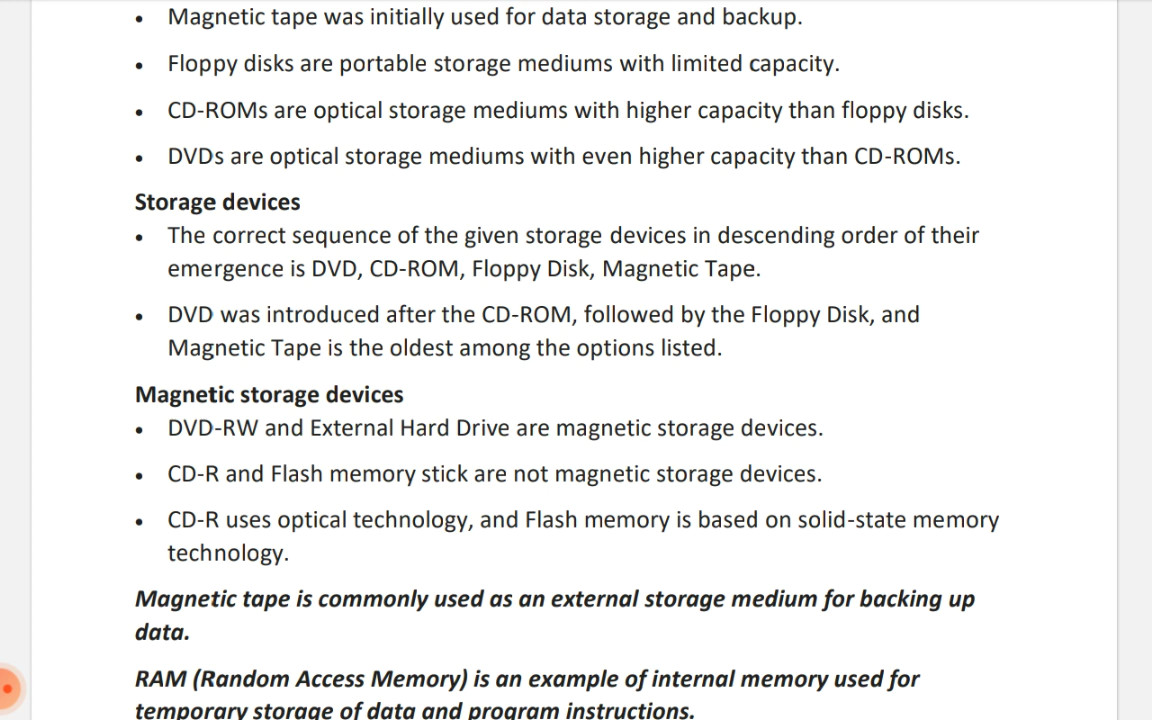 • Magnetic tape was initially used for data storage and backup.
• Floppy disks are portable storage mediums with limited capacity.
• CD-ROMs are optical storage mediums with higher capacity than floppy disks.
• DVDs are optical storage mediums with even higher capacity than CD-ROMs.
Storage devices
• The correct sequence of the given storage devices in descending order of their
emergence is DVD, CD-ROM, Floppy Disk, Magnetic Tape.
• DVD was introduced after the CD-ROM, followed by the Floppy Disk, and
Magnetic Tape is the oldest among the options listed.
Magnetic storage devices
• DVD-RW and External Hard Drive are magnetic storage devices.
• CD-R and Flash memory stick are not magnetic storage devices.
• CD-R uses optical technology, and Flash memory is based on solid-state memory
technology.
Magnetic tape is commonly used as an external storage medium for backing up
data.
RAM (Random Access Memory) is an example of internal memory used for
temporary storage of data and program instructions.